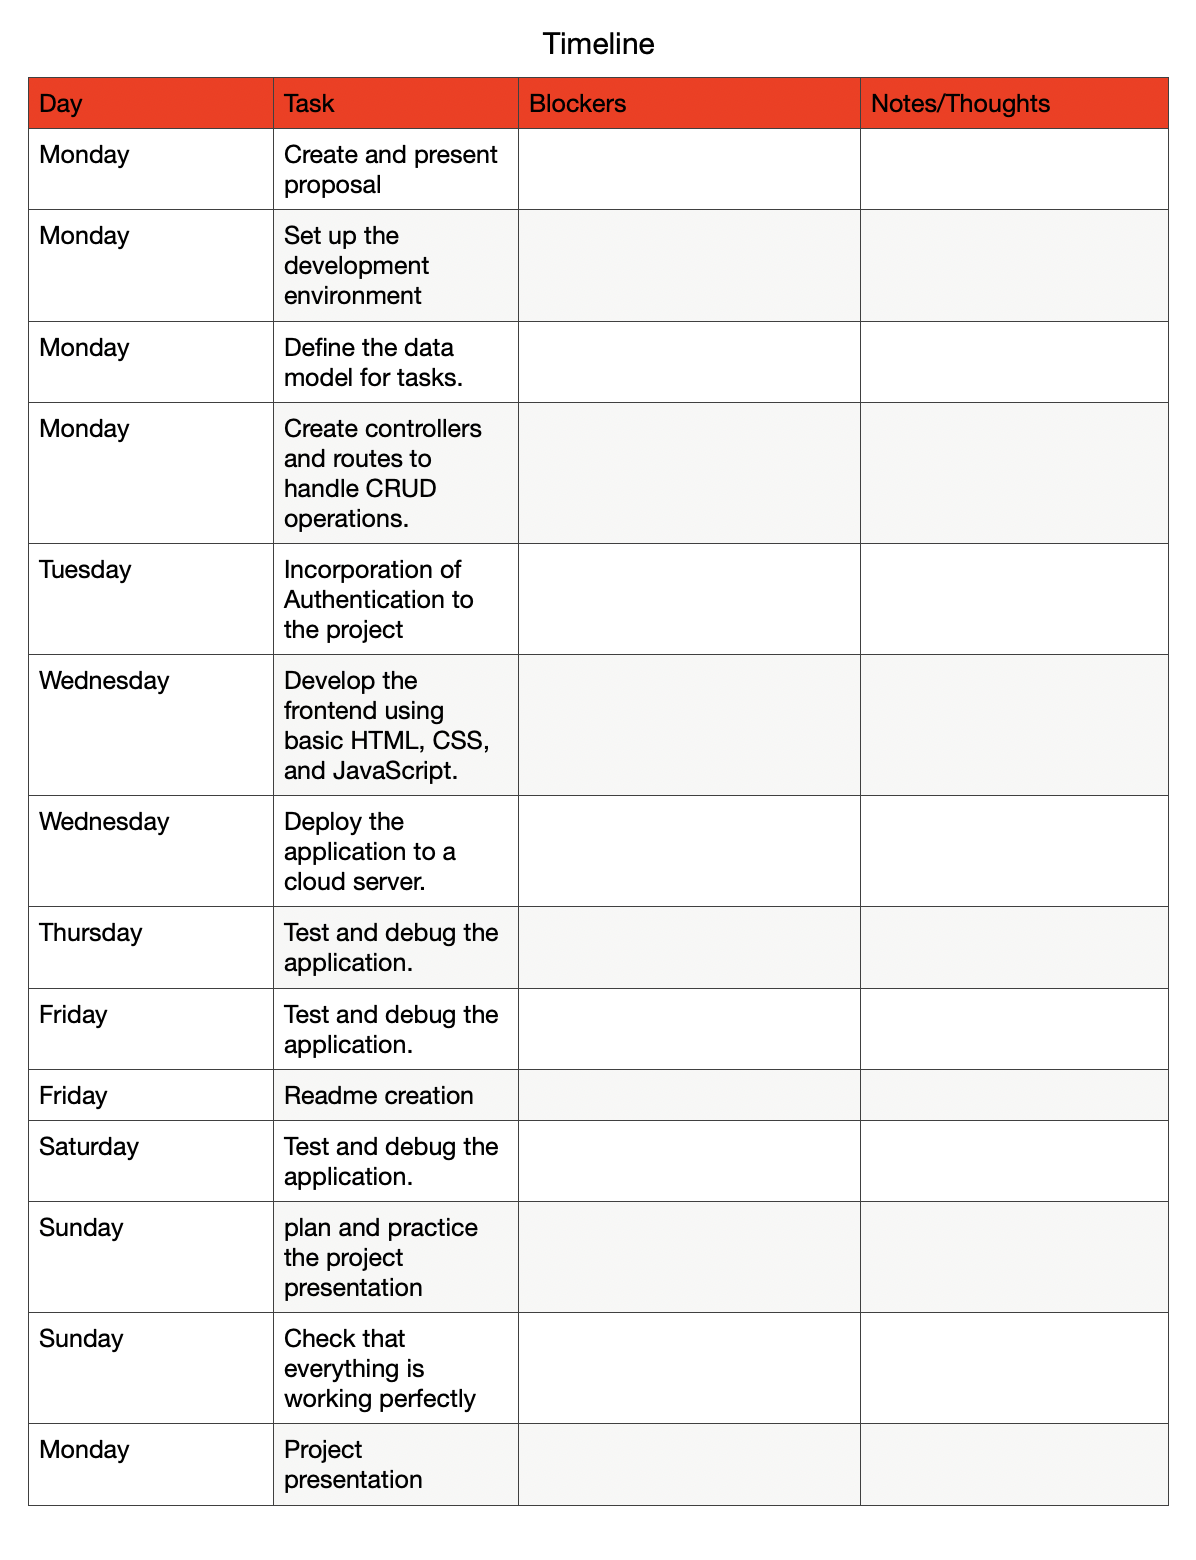 Timeline
Day Task Blockers Notes/Thoughts
Monday Create and present
proposal
Monday Set up the
development
environment
Monday Define the data
model for tasks.
Monday Create controllers
and routes to
handle CRUD
operations.
Tuesday Incorporation of
Authentication to
the project
Wednesday Develop the
frontend using
basic HTML, CSS,
and JavaScript.
Wednesday Deploy the
application to a
cloud server.
Thursday Test and debug the
application.
Friday Test and debug the
application.
Friday Readme creation
Saturday Test and debug the
application.
Sunday plan and practice
the project
presentation
Sunday Check that
everything is
working perfectly
Monday Project
presentation